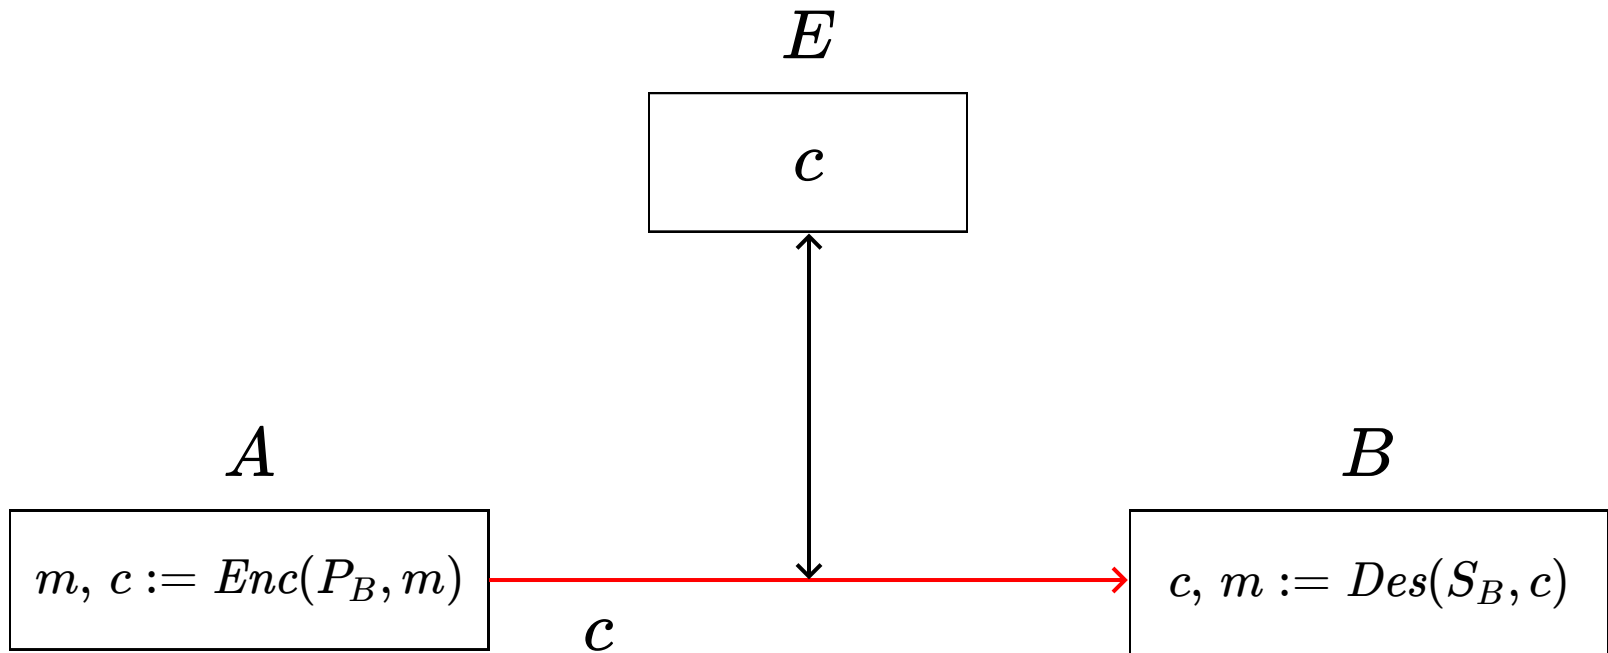 E
c
A
B
m, c := Enc(P_B, m)
c, m := Des(S_B, c)
c